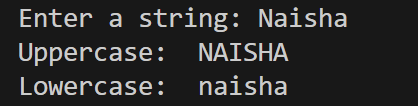 Enter a string: Naisha
Uppercase:  NAISHA
Lowercase:  naisha